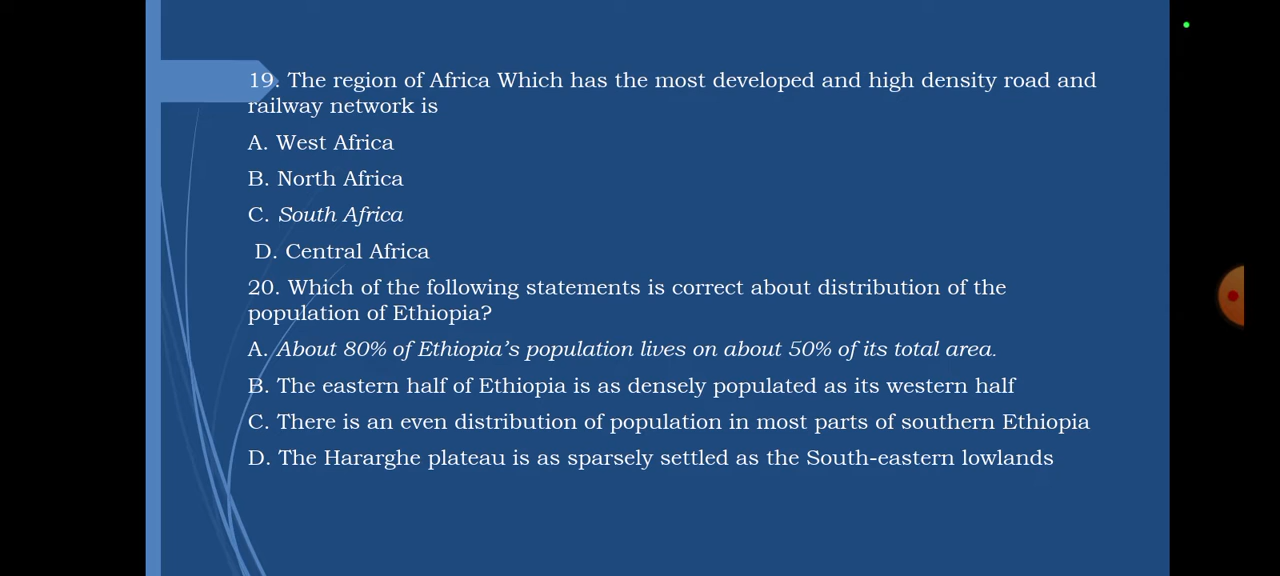 19. The region of Africa Which has the most developed and high density road and
railway network is
A. West Africa
B. North Africa
C. South Africa
D. Central Africa
20. Which of the following statements is correct about distribution of the
population of Ethiopia?
A. About 80% of Ethiopia's population lives on about 50% of its total area.
B. The eastern half of Ethiopia is as densely populated as its western half
C. There is an even distribution of population in most parts of southern Ethiopia
D. The Hararghe plateau is as sparsely settled as the South-eastern lowlands